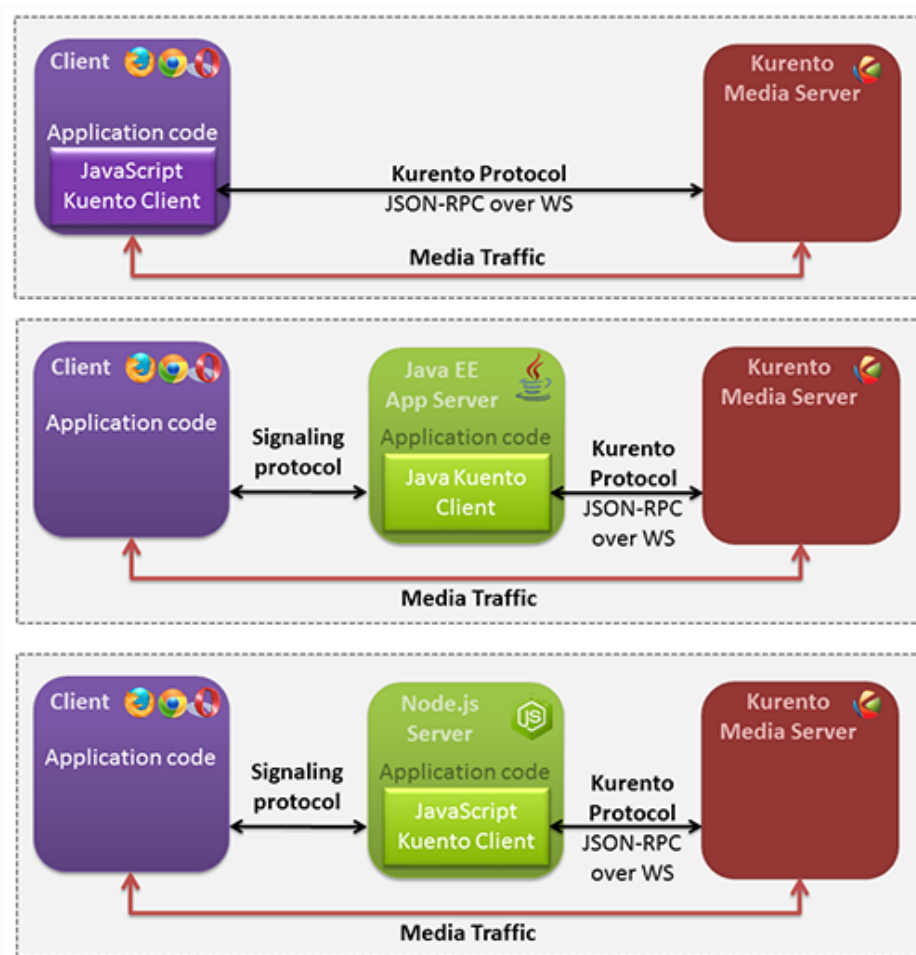 Client
Application code
JavaScript
Kuento Client
Kurento Protocol
JSON-RPC over WS
Kurento
Media Server
Media Traffic
Client
Application code
Signaling
protocol
Java EE
App Server
Application code
Java Kuento
Client
Kurento
Protocol
JSON-RPC
over WS
Kurento
Media Server
Media Traffic
Client
Application code
Signaling
protocol
Node.js
Server
JS
Application code
JavaScript
Kuento Client
Kurento
Protocol
JSON-RPC
over WS
Kurento
Media Server
Media Traffic